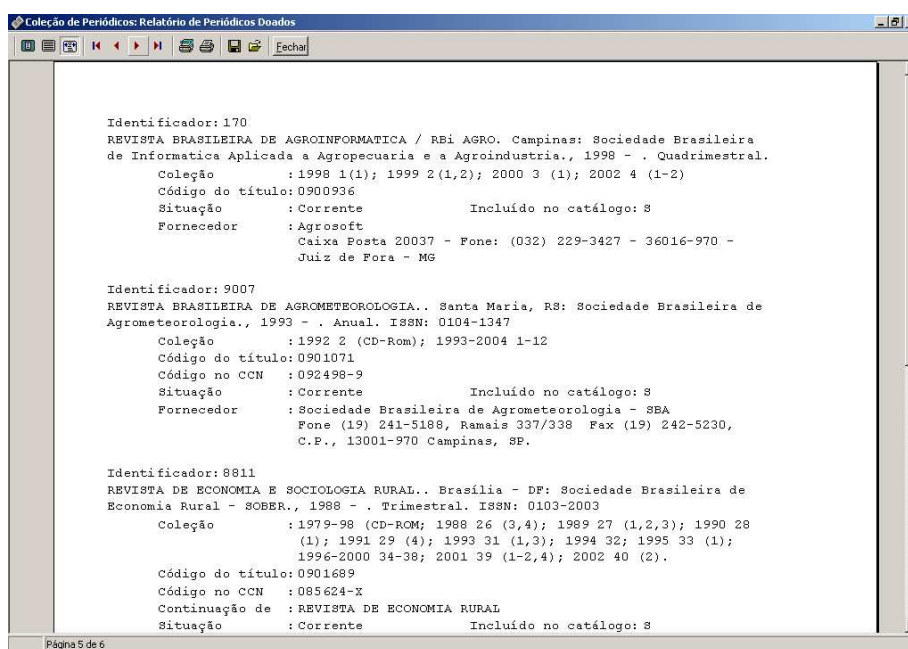 Coleção de Periódicos: Relatório de Periódicos Doados
Fechar
Identificador: 170
REVISTA BRASILEIRA DE AGROINFORMATICA / RBi AGRO. Campinas: Sociedade Brasileira
de Informatica Aplicada a Agropecuaria e a Agroindustria., 1998 - . Quadrimestral.
Coleção : 1998 1(1); 1999 2(1,2); 2000 3 (1); 2002 4 (1-2)
Código do título: 0900936
Situação : Corrente Incluído no catálogo: S
Fornecedor : Agrosoft
Caixa Posta 20037 - Fone: (032) 229-3427 - 36016-970 -
Juiz de Fora - MG
Identificador: 9007
REVISTA BRASILEIRA DE AGROMETEOROLOGIA.. Santa Maria, RS: Sociedade Brasileira de
Agrometeorologia., 1993 - . Anual. ISSN: 0104-1347
Coleção : 1992 2 (CD-Rom); 1993-2004 1-12
Código do título: 0901071
Código no CCN : 092498-9
Situação : Corrente Incluído no catálogo: S
Fornecedor : Sociedade Brasileira de Agrometeorologia - SBA
Fone (19) 241-5188, Ramais 337/338 Fax (19) 242-5230,
C.P., 13001-970 Campinas, SP.
Identificador: 8811
REVISTA DE ECONOMIA E SOCIOLOGIA RURAL.. Brasília - DF: Sociedade Brasileira de
Economia Rural - SOBER., 1988 - . Trimestral. ISSN: 0103-2003
Coleção : 1979-98 (CD-ROM; 1988 26 (3,4); 1989 27 (1,2,3); 1990 28
(1); 1991 29 (4); 1993 31 (1,3); 1994 32; 1995 33 (1);
1996-2000 34-38; 2001 39 (1-2,4); 2002 40 (2).
Código do título: 0901689
Código no CCN : 085624-X
Continuação de : REVISTA DE ECONOMIA RURAL
Situação : Corrente Incluído no catálogo: S
Página 5 de 6